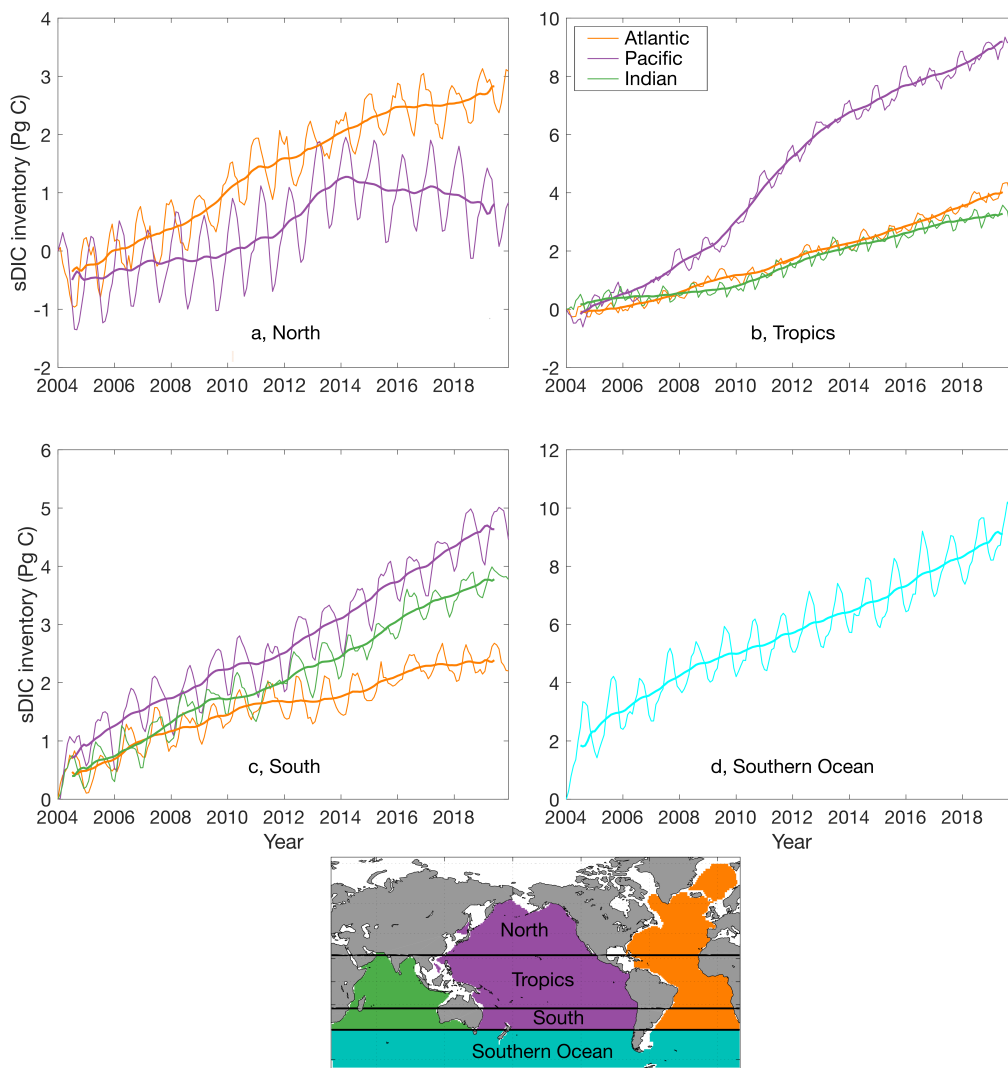 4
3
2
1
0
-1
-2
sDIC inventory (Pg C)
a, North
2004 2006 2008 2010 2012 2014 2016 2018
10
8
6
4
2
0
-2
Atlantic
Pacific
Indian
b, Tropics
2004 2006 2008 2010 2012 2014 2016 2018
6
5
4
3
2
1
0
sDIC inventory (Pg C)
c, South
2004 2006 2008 2010 2012 2014 2016 2018
Year
12
10
8
6
4
2
0
d, Southern Ocean
2004 2006 2008 2010 2012 2014 2016 2018
Year
North
Tropics
South
Southern Ocean